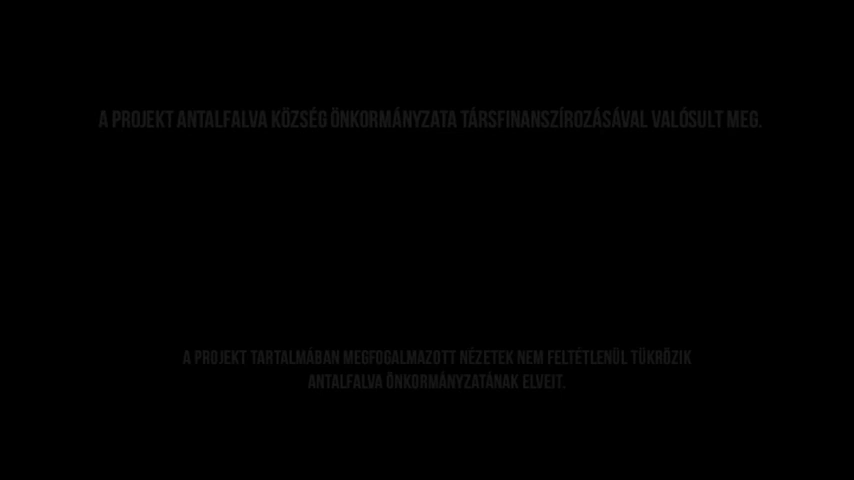 A PROJEKT ANTALFALVA KÖZSÉG ÖNKORMÁNYZATA TÁRSFINANSZÍROZÁSÁVAL VALÓSULT MEG.
A PROJEKT TARTALMÁBAN MEGFOGALMAZOTT NÉZETEK NEM FELTÉTLENÜL TÜKRÖZIK
ANTALFALVA ÖNKORMÁNYZATÁNAK ELVEIT.